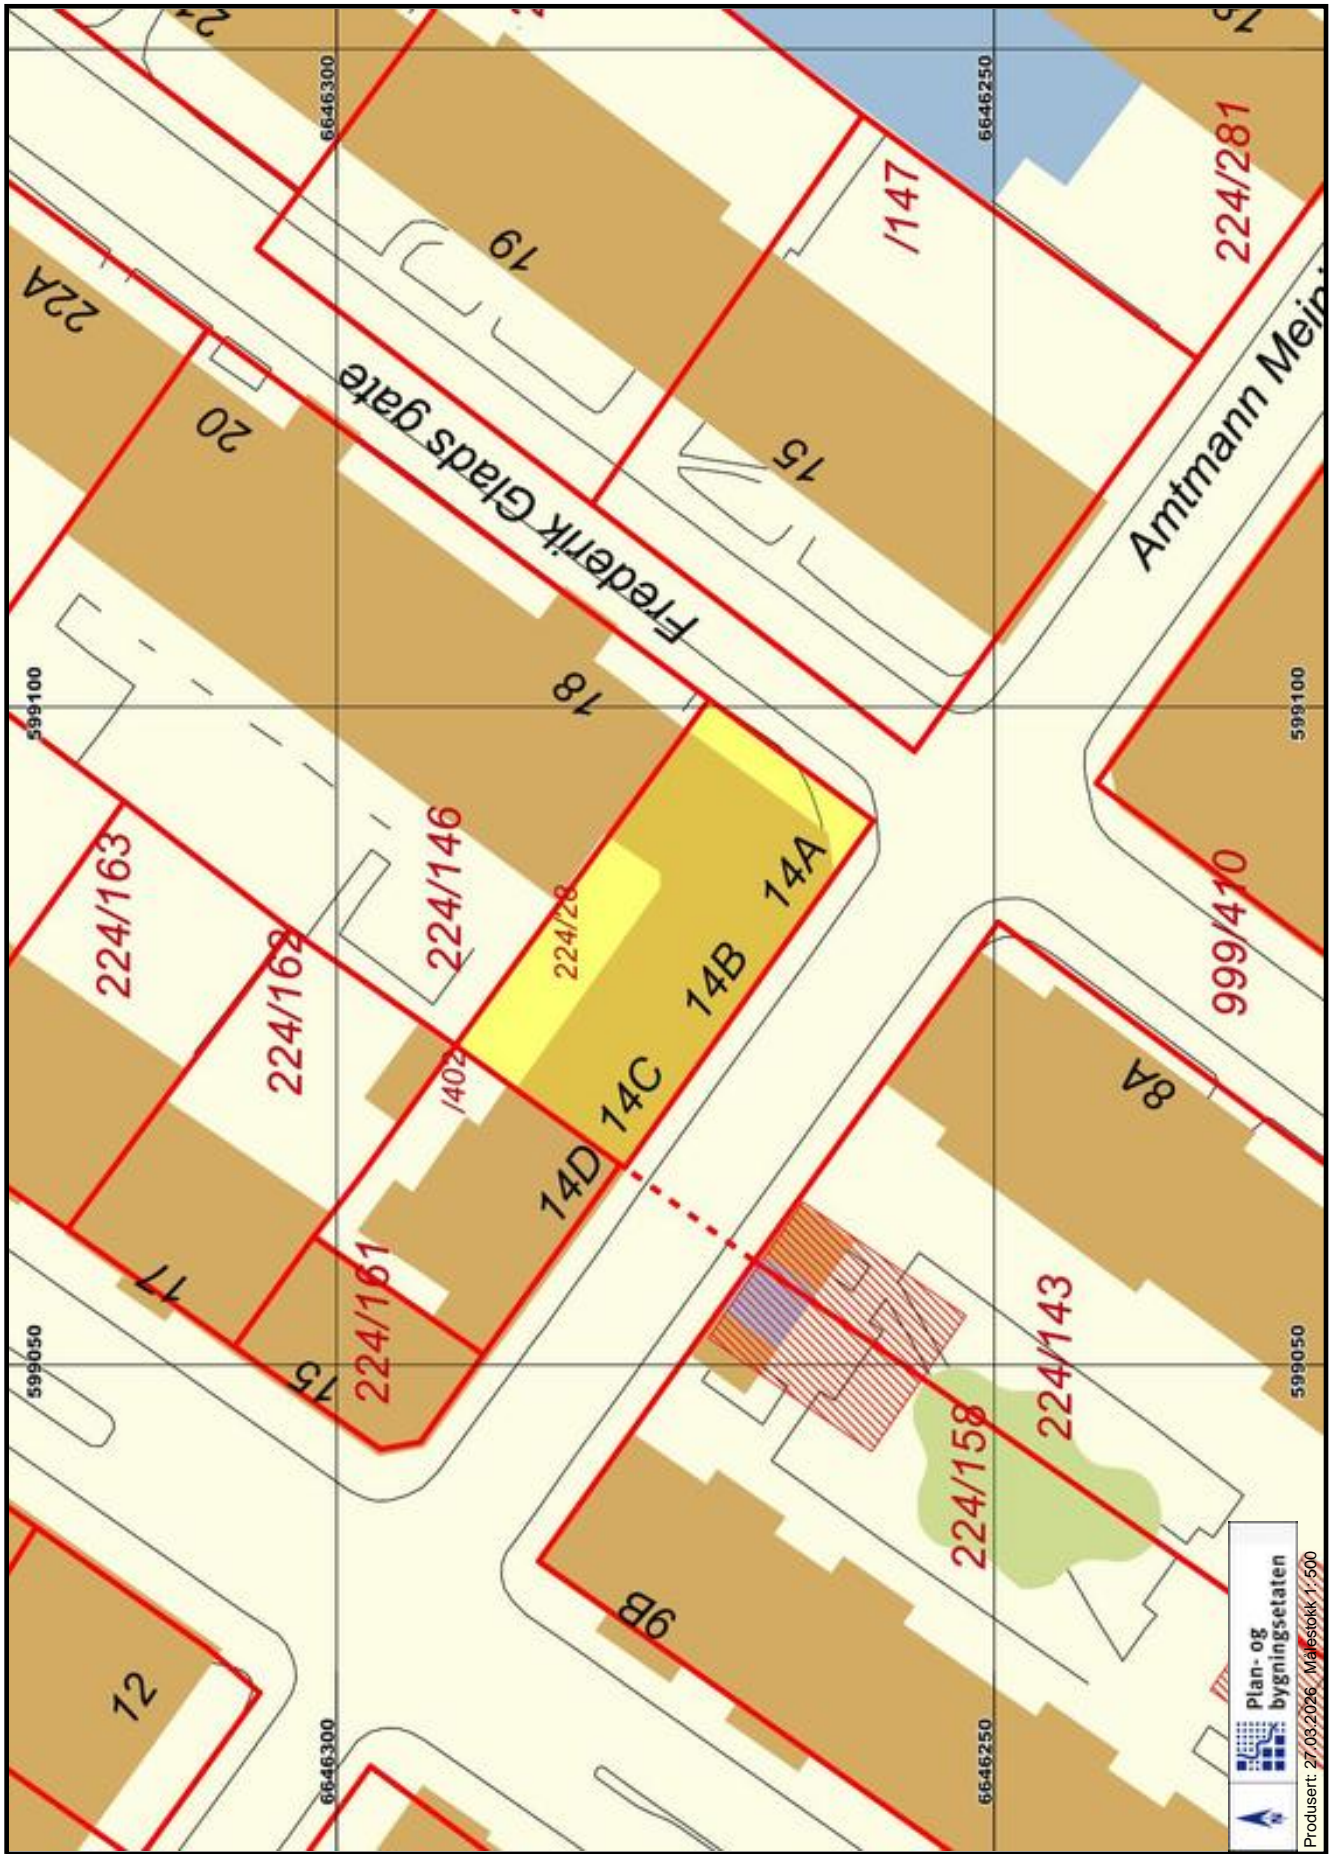 6646300
6646250
224/281
/147
22A
19
20
Frederik Glads gate
15
Amtmann Mein
18
599100
599100
224/163
224/146
224/28
14A
14B
14C
14D
224/162
/402
999/410
8A
17
15
224/161
599050
599050
224/143
224/158
9B
12
6646300
6646250
Plan- og
bygningsetaten
N
Produsert: 27.03.2026 Målestokk 1: 500